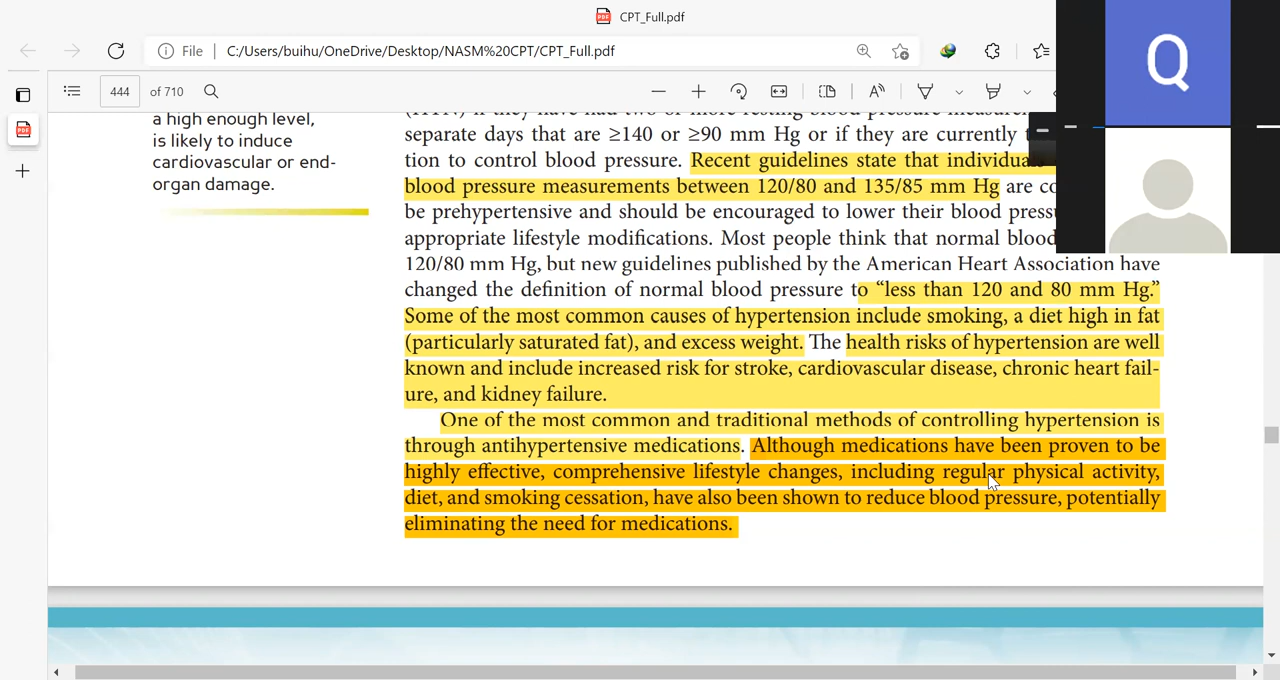 CPT_Full.pdf
File
C:/Users/buihu/OneDrive/Desktop/NASM%20CPT/CPT_Full.pdf
444 of 710
Q
a high enough level,
is likely to induce
cardiovascular or end-
organ damage.
separate days that are ≥140 or ≥90 mm Hg or if they are currently
tion to control blood pressure. Recent guidelines state that
blood pressure measurements between 120/80 and 135/85 mm Hg are
be prehypertensive and should be encouraged to lower their blood
appropriate lifestyle modifications. Most people think that normal blood
120/80 mm Hg, but new guidelines published by the American Heart Association have
changed the definition of normal blood pressure to “less than 120 and 80 mm Hg.”
Some of the most common causes of hypertension include smoking, a diet high in fat
(particularly saturated fat), and excess weight. The health risks of hypertension are well
known and include increased risk for stroke, cardiovascular disease, chronic heart fail-
ure, and kidney failure.
One of the most common and traditional methods of controlling hypertension is
through antihypertensive medications. Although medications have been proven to be
highly effective, comprehensive lifestyle changes, including regular physical activity,
diet, and smoking cessation, have also been shown to reduce blood pressure, potentially
eliminating the need for medications.